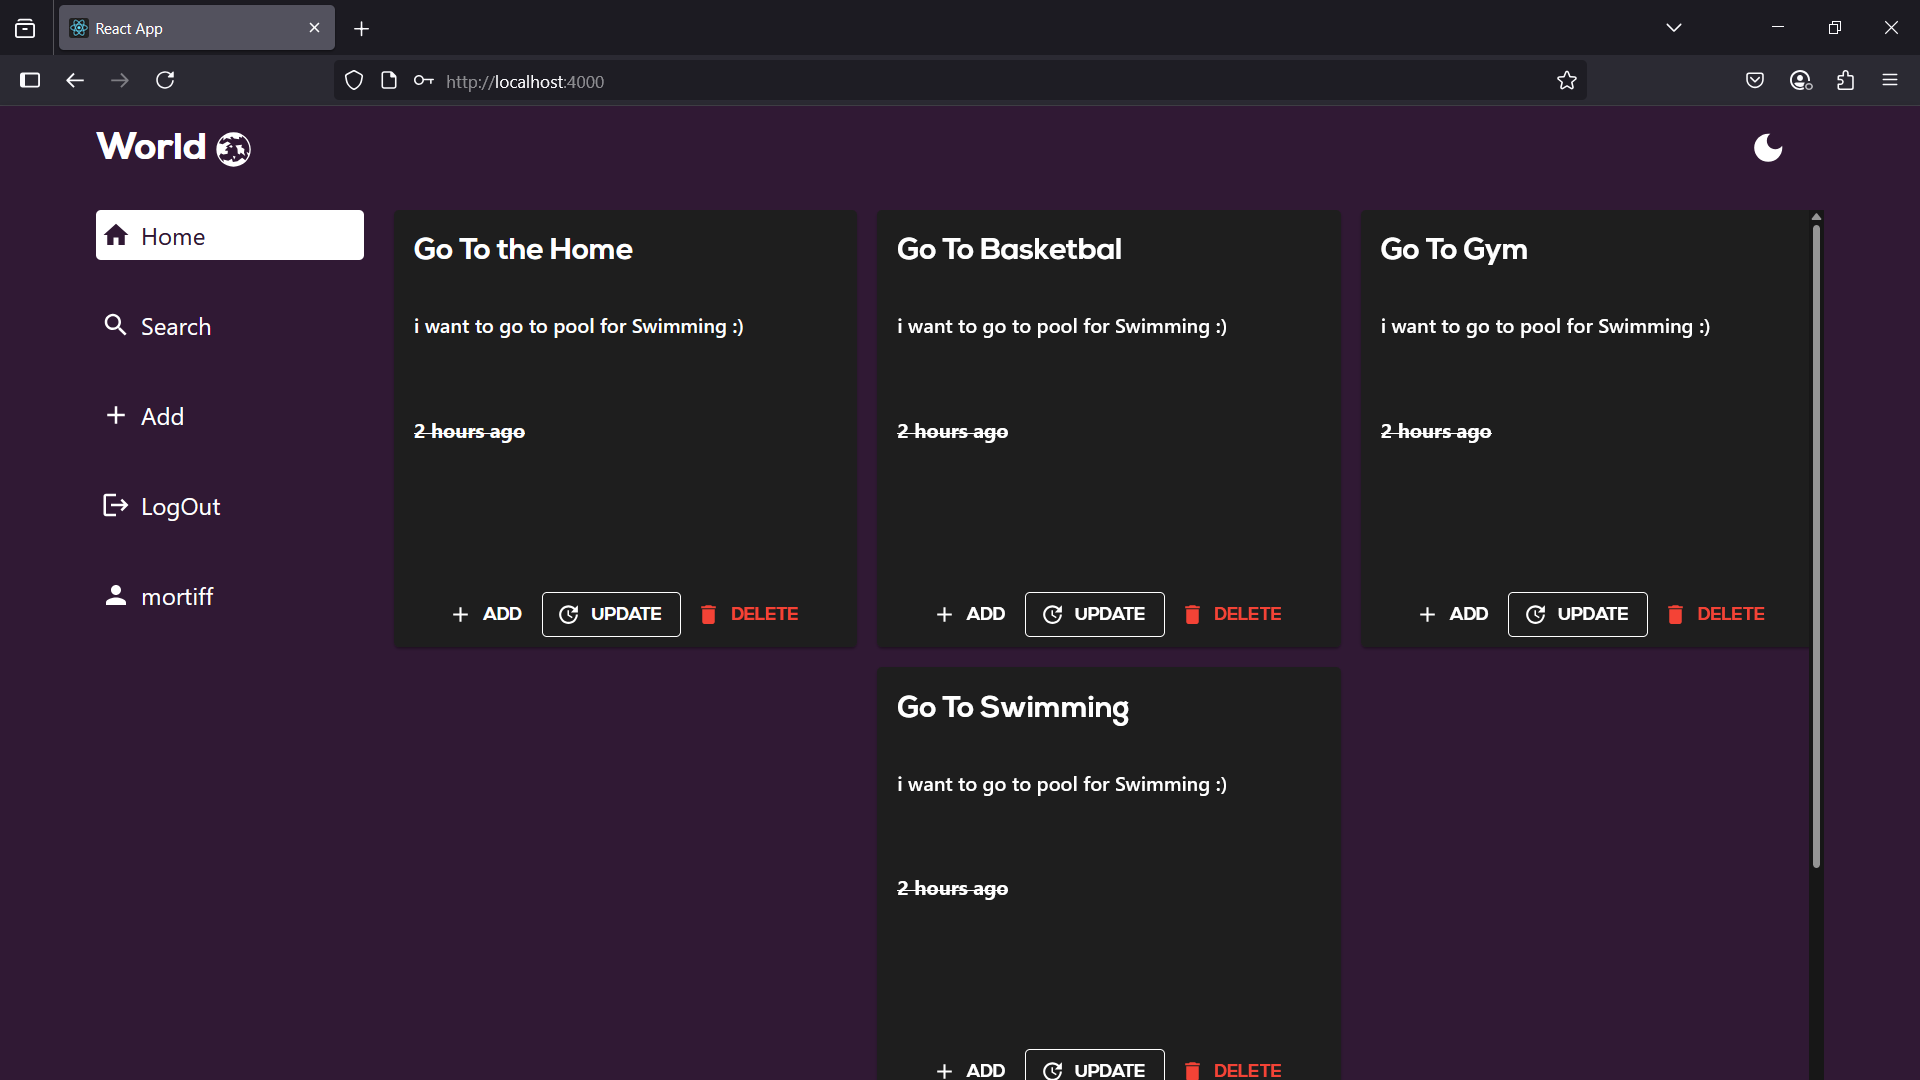 React App
http://localhost:4000
World
Home
Search
Add
LogOut
mortiff
Go To the Home
i want to go to pool for Swimming :)
2 hours ago
ADD UPDATE DELETE
Go To Basketbal
i want to go to pool for Swimming :)
2 hours ago
ADD UPDATE DELETE
Go To Gym
i want to go to pool for Swimming :)
2 hours ago
ADD UPDATE DELETE
Go To Swimming
i want to go to pool for Swimming :)
2 hours ago
ADD UPDATE DELETE